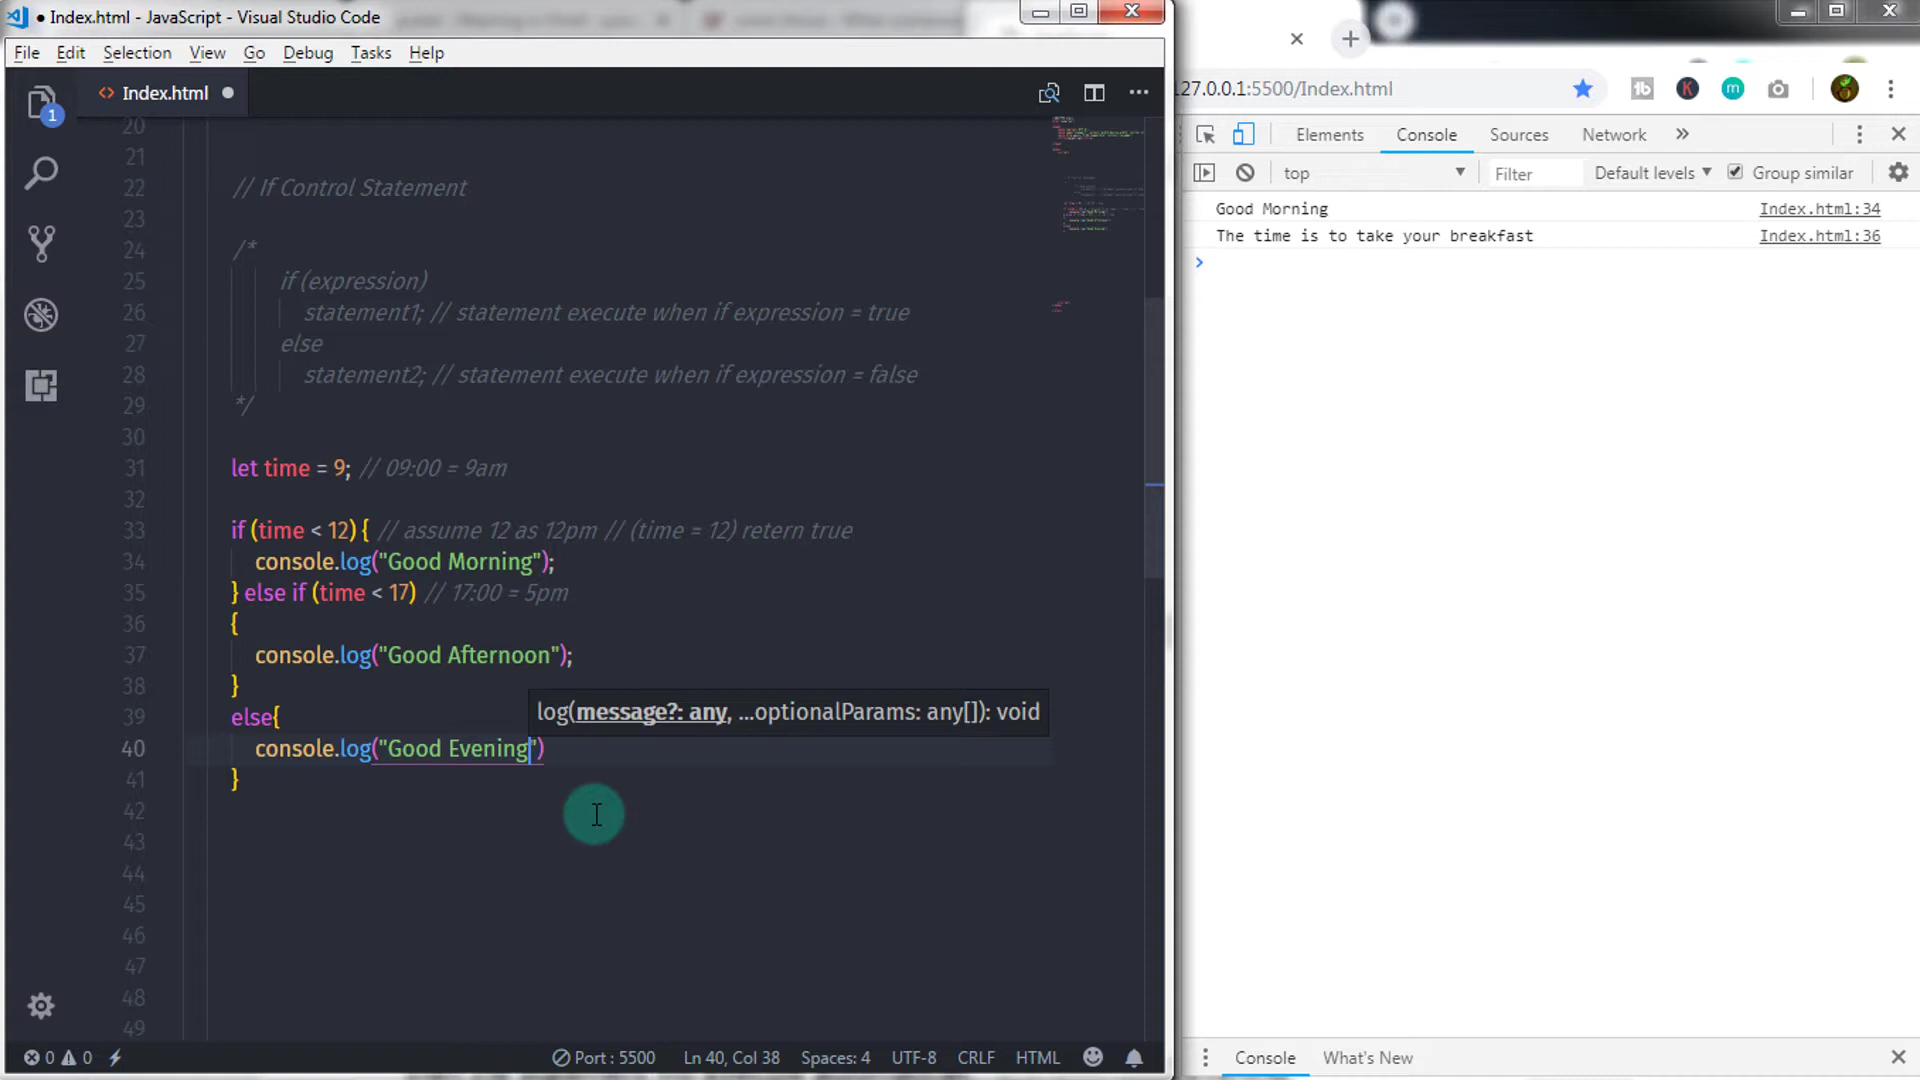 Index.html - JavaScript - Visual Studio Code
File Edit Selection View Go Debug Tasks Help
1
<> Index.html
20
21
22 // If Control Statement
23
24 /*
25 if (expression)
26 statement1; // statement execute when if expression = true
27 else
28 statement2; // statement execute when if expression = false
29 */
30
31 let time = 9; // 09:00 = 9am
32
33 if (time < 12) { // assume 12 as 12pm // (time = 12) retern true
34 console.log("Good Morning");
35 } else if (time < 17) // 17:00 = 5pm
36 {
37 console.log("Good Afternoon");
38 }
log(message?: any, ...optionalParams: any[]): void
39 else{
40 console.log("Good Evening")
41 }
42
43
44
45
46
47
48
49
0 0 Port : 5500 Ln 40, Col 38 Spaces: 4 UTF-8 CRLF HTML
127.0.0.1:5500/Index.html
Elements Console Sources Network »
top Filter Default levels Group similar
Good Morning Index.html:34
The time is to take your breakfast Index.html:36
>
Console What's New